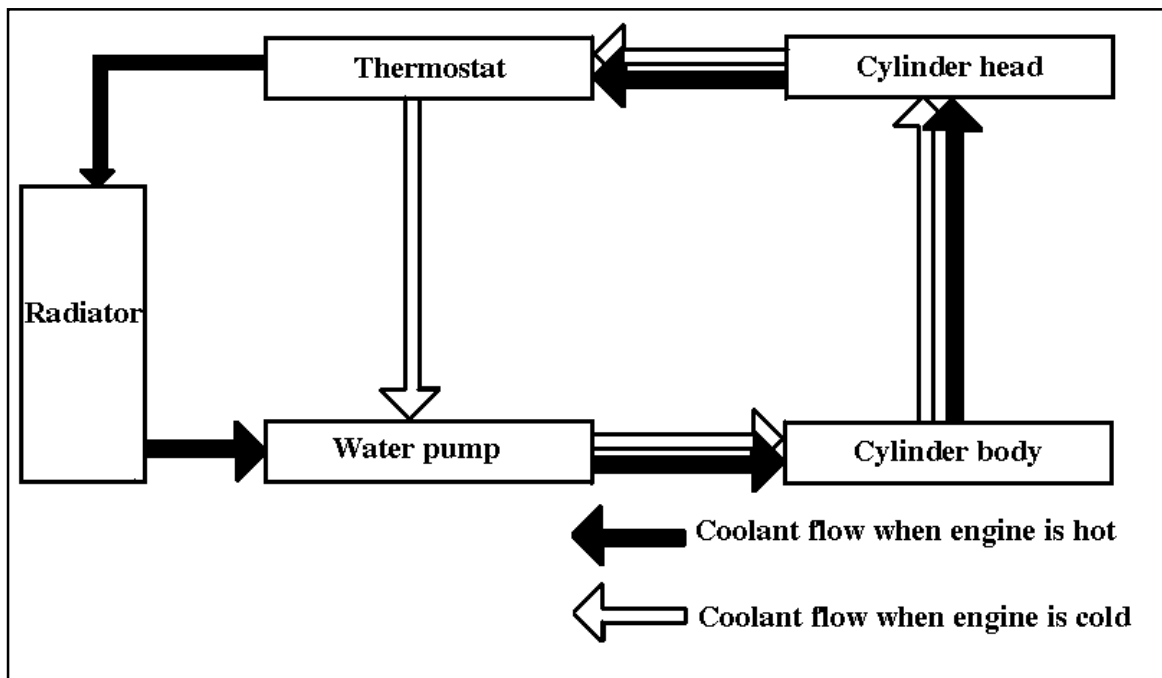 Thermostat
Cylinder head
Radiator
Water pump
Cylinder body
Coolant flow when engine is hot
Coolant flow when engine is cold